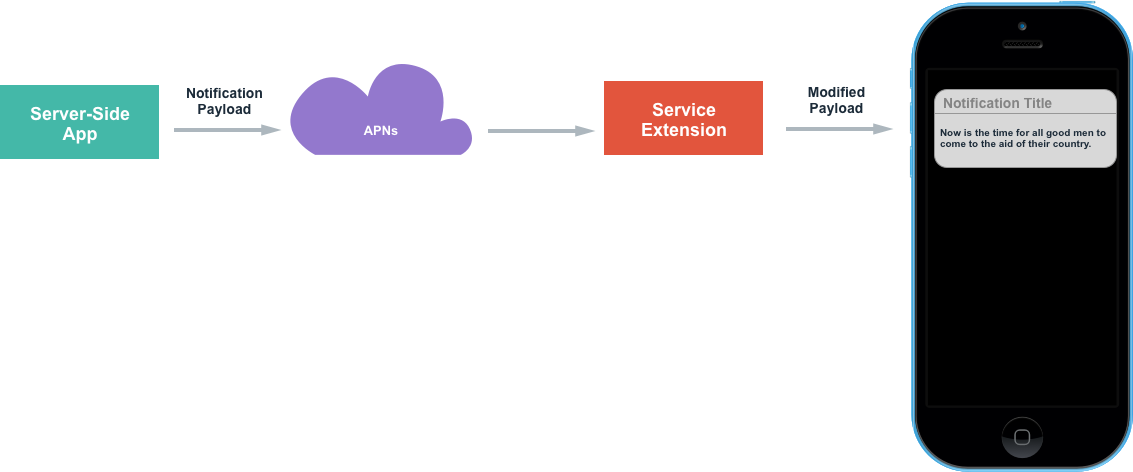 Server-Side
App
Notification
Payload
APNs
Service
Extension
Modified
Payload
Notification Title
Now is the time for all good men to
come to the aid of their country.